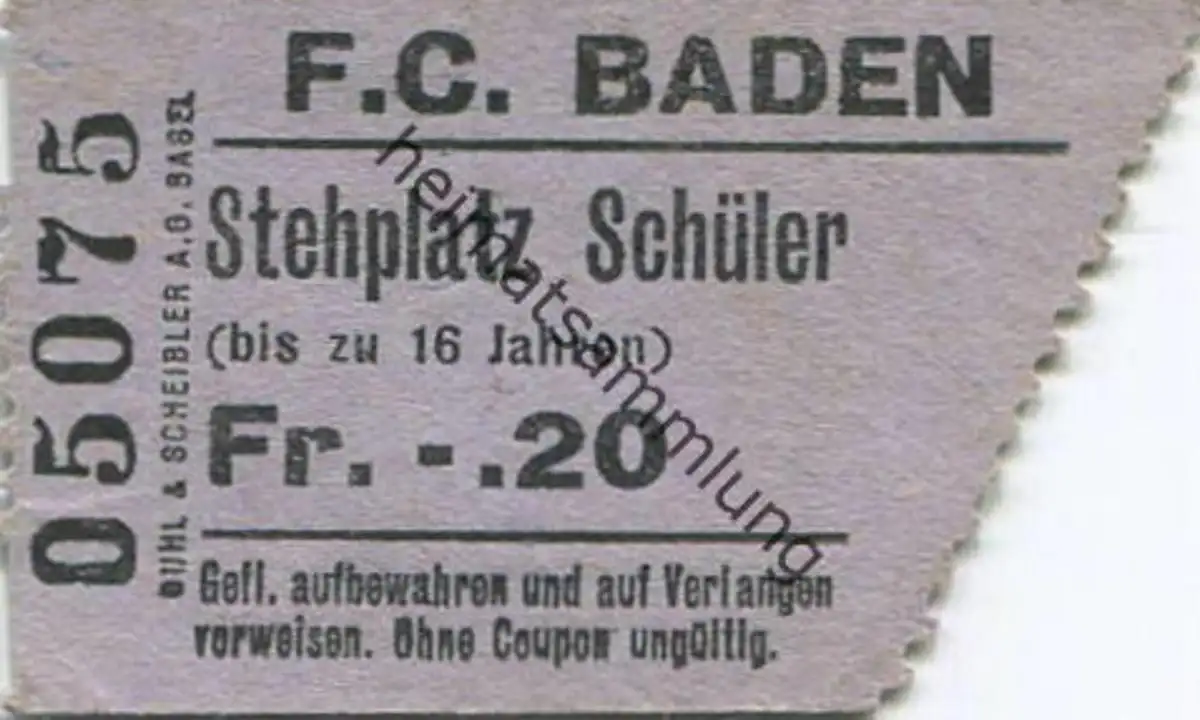 F.C. BADEN
Stehplatz Schüler
(bis zu 16 Jahren)
Fr. -.20
Gefl. aufbewahren und auf Verlangen
vorweisen. Ohne Coupon ungültig.
05075
& SCHEIBLER A.G. BASEL
heimatsammlung